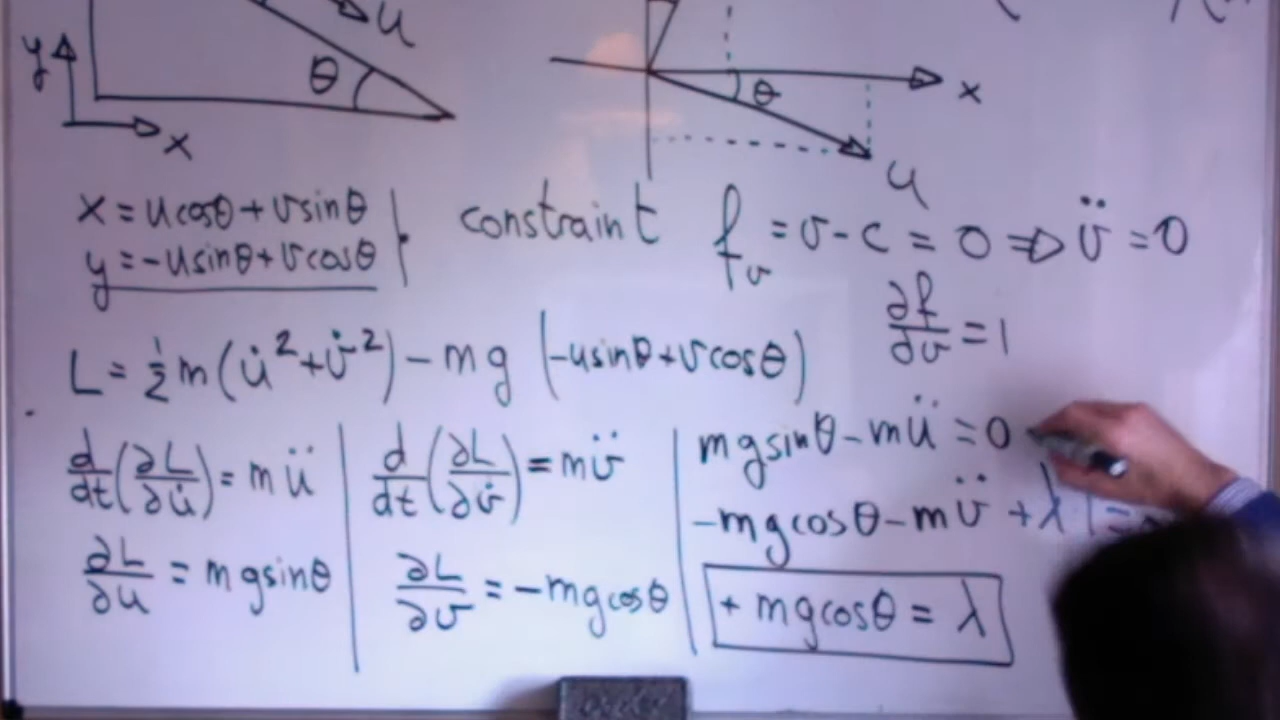 u
y
θ
x
θ
x
u
x = u cosθ + v sinθ
y = -u sinθ + v cosθ
constraint f_v = v - c = 0 ⇒ v̈ = 0
∂f/∂v = 1
L = 1/2 m (u̇² + v̇²) - mg (-u sinθ + v cosθ)
d/dt (∂L/∂u̇) = m ü
∂L/∂u = mg sinθ
d/dt (∂L/∂v̇) = m v̈
∂L/∂v = -mg cosθ
mg sinθ - m ü = 0
-mg cosθ - m v̈ + λ 1 =
+ mg cosθ = λ